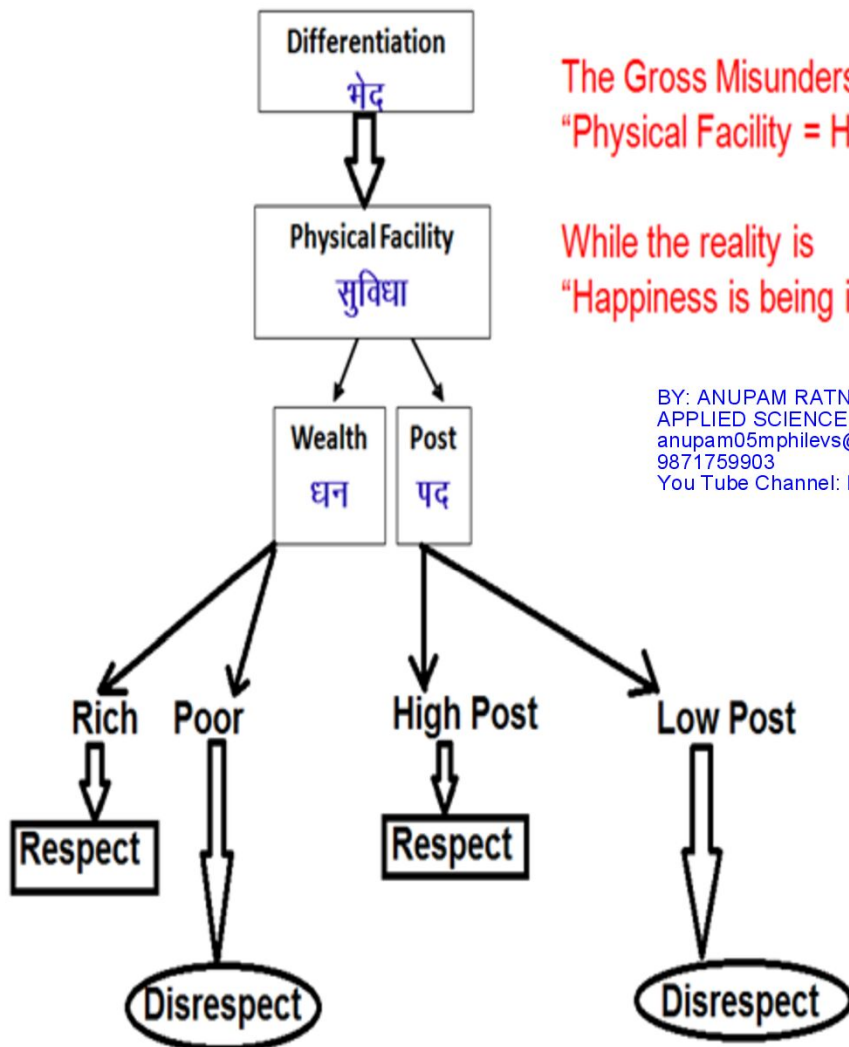 Differentiation
भेद
The Gross Misunders
“Physical Facility = H
Physical Facility
सुविधा
While the reality is
“Happiness is being i
BY: ANUPAM RATN
APPLIED SCIENCE
anupam05mphilevs@
9871759903
You Tube Channel:
Wealth
धन
Post
पद
Rich
Poor
High Post
Low Post
Respect
Respect
Disrespect
Disrespect